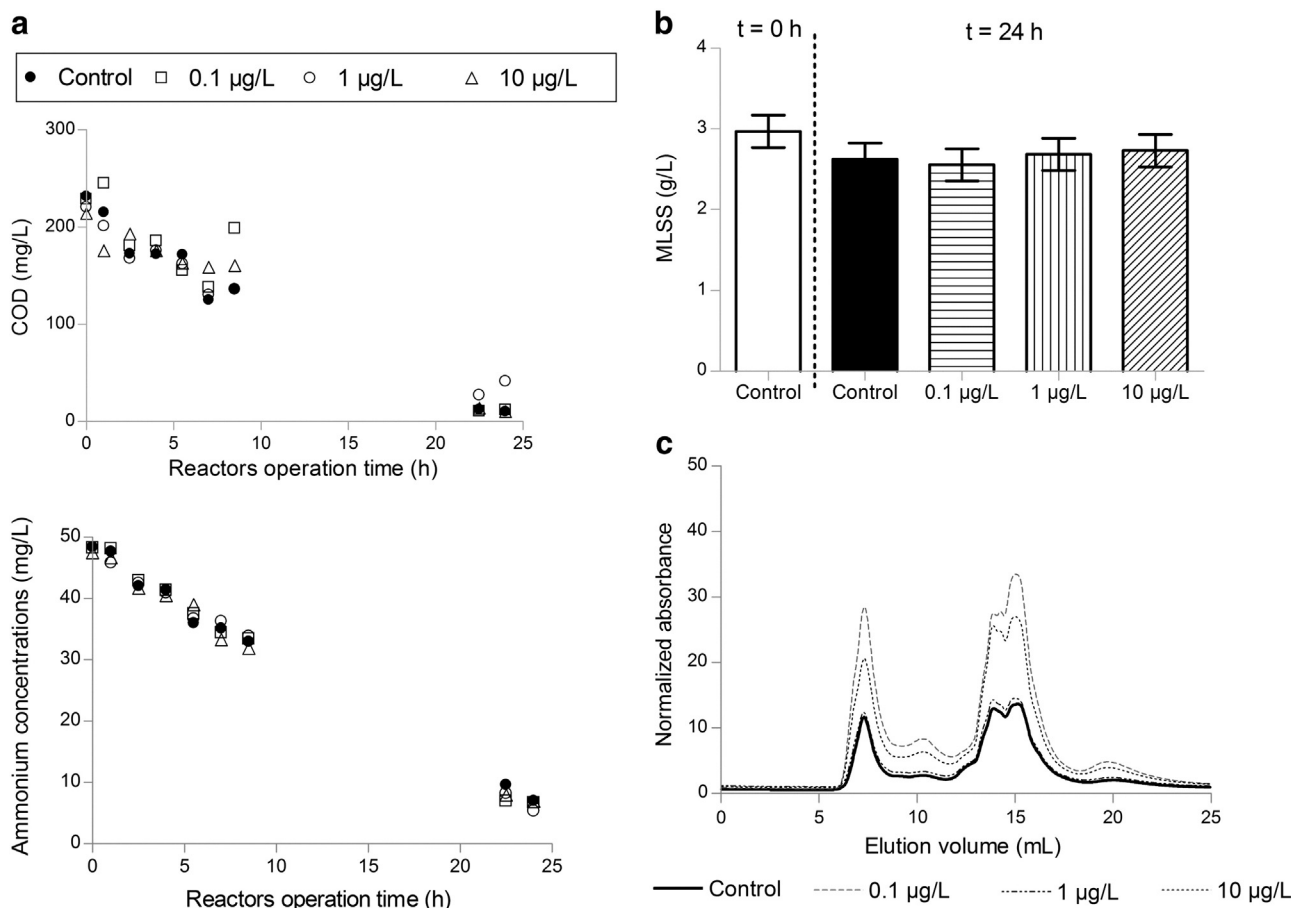 a
Control 0.1 µg/L 1 µg/L 10 µg/L
300
200
100
0
COD (mg/L)
0 5 10 15 20 25
Reactors operation time (h)
50
40
30
20
10
0
Ammonium concentrations (mg/L)
0 5 10 15 20 25
Reactors operation time (h)
b
t = 0 h t = 24 h
4
3
2
1
0
MLSS (g/L)
Control Control 0.1 µg/L 1 µg/L 10 µg/L
c
50
40
30
20
10
0
Normalized absorbance
0 5 10 15 20 25
Elution volume (mL)
Control 0.1 µg/L 1 µg/L 10 µg/L